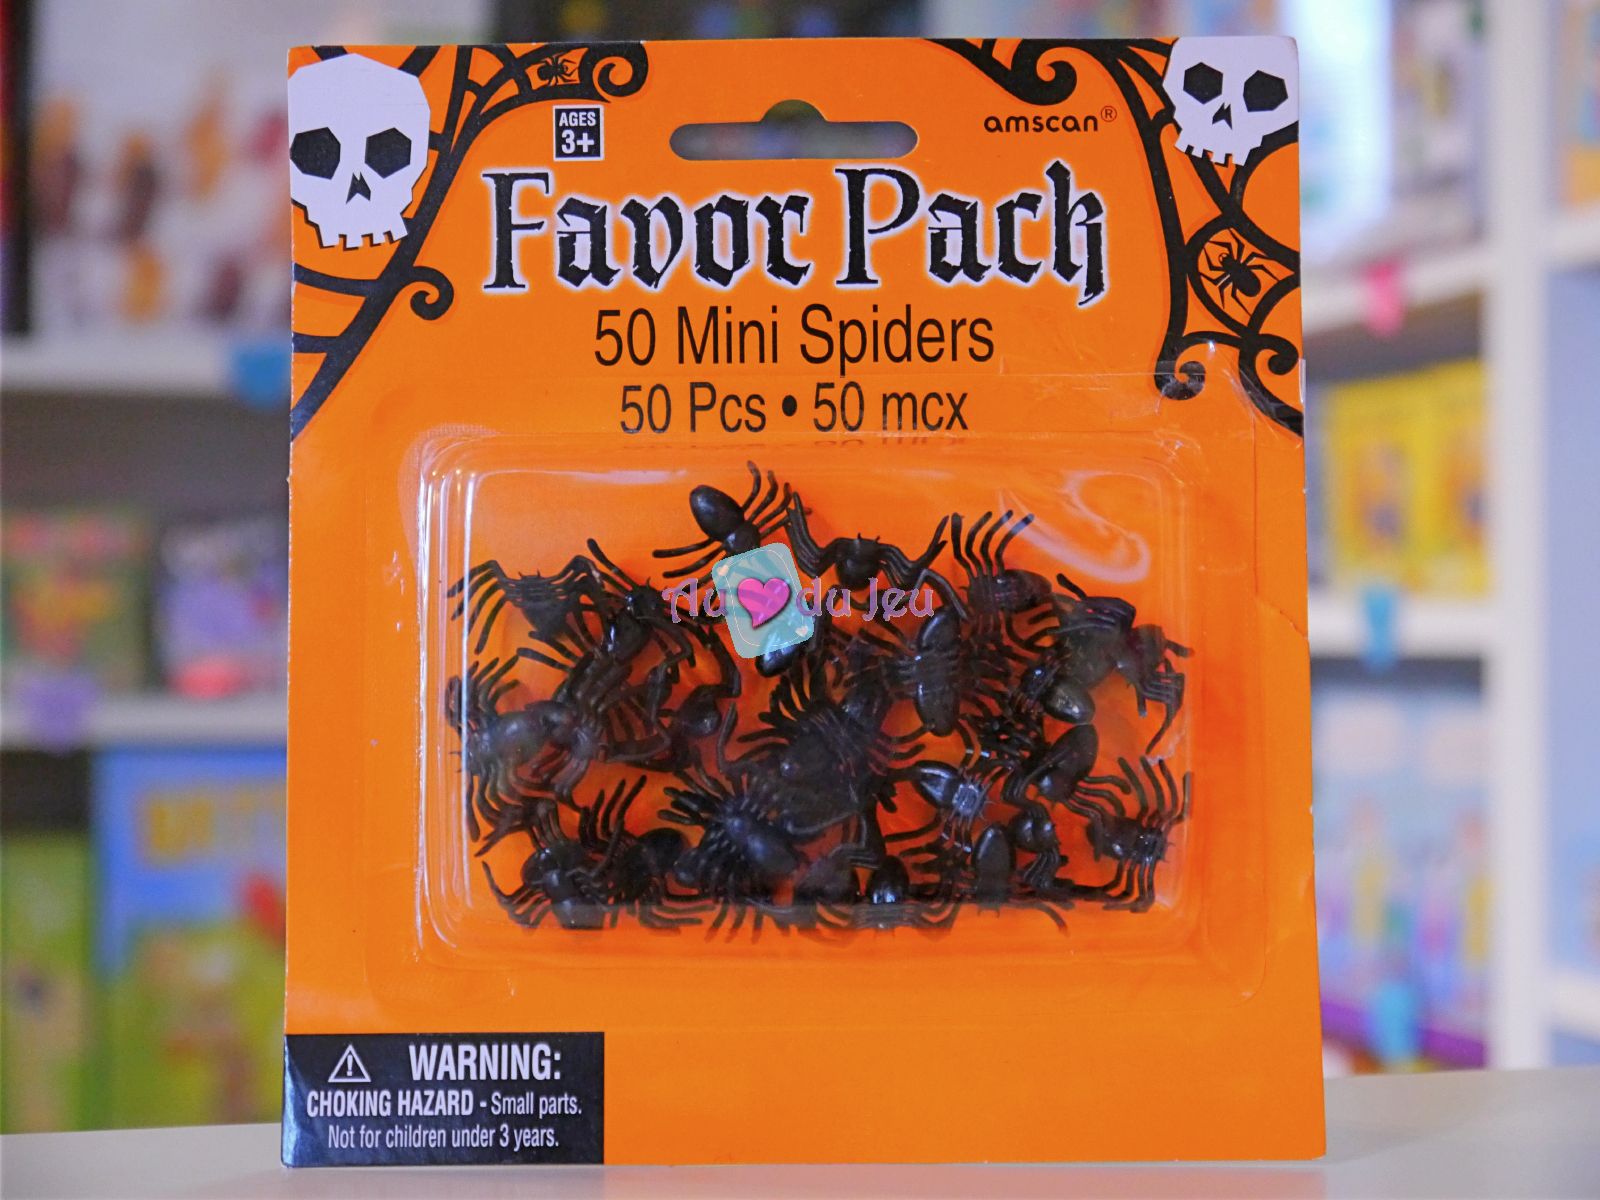 AGES
3+
amscan®
Favor Pack
50 Mini Spiders
50 Pcs • 50 mcx
Au du Jeu
WARNING:
CHOKING HAZARD - Small parts.
Not for children under 3 years.